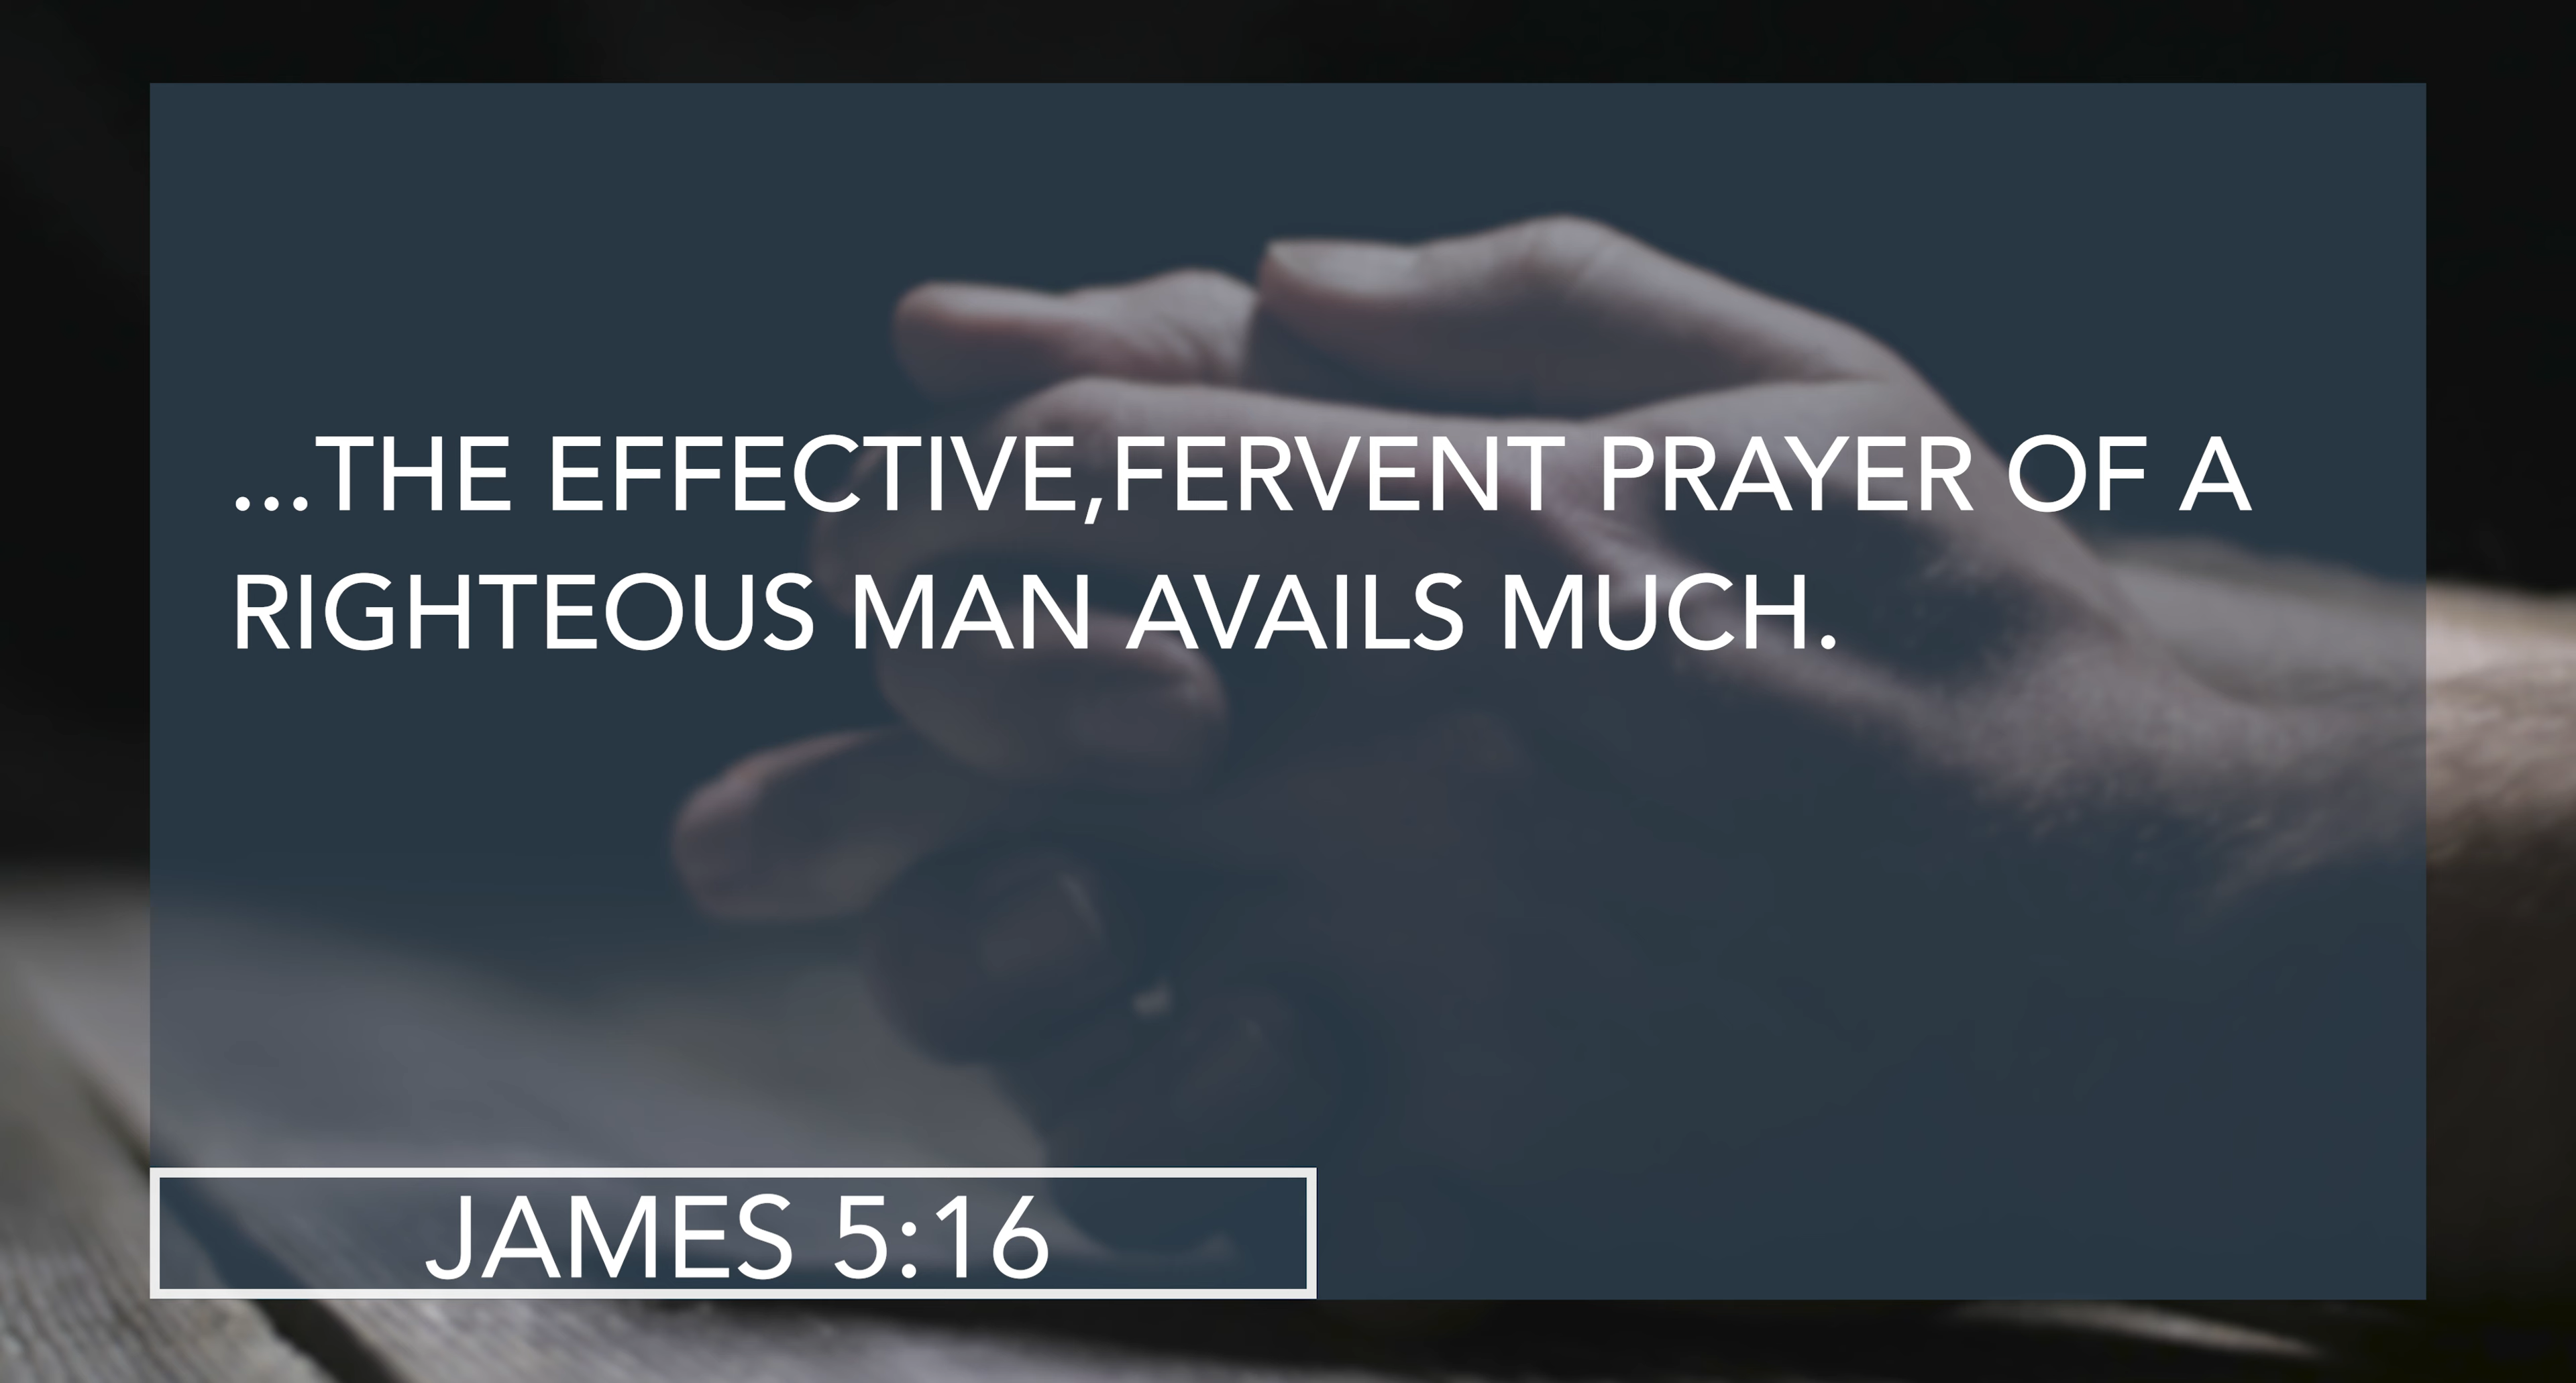 ...THE EFFECTIVE,FERVENT PRAYER OF A
RIGHTEOUS MAN AVAILS MUCH.
JAMES 5:16